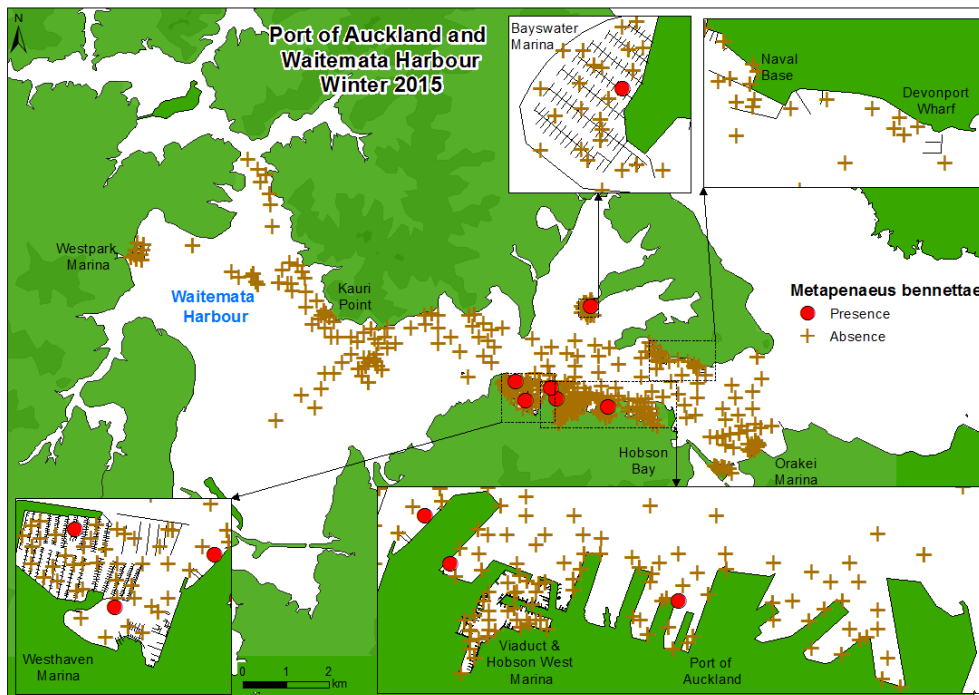 N
Port of Auckland and
Waitemata Harbour
Winter 2015
Bayswater
Marina
Naval
Base
Devonport
Wharf
Westpark
Marina
Waitemata
Harbour
Kauri
Point
Metapenaeus bennettae
Presence
Absence
Hobson
Bay
Orakei
Marina
Westhaven
Marina
0 1 2
km
Viaduct &
Hobson West
Marina
Port of
Auckland